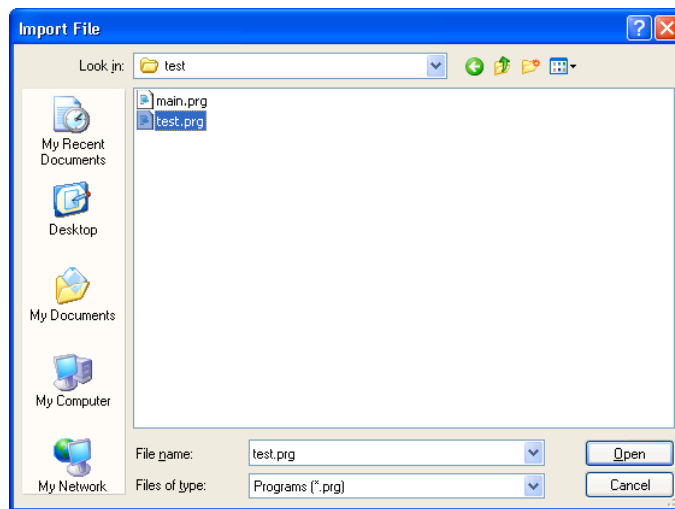 Import File
Look in:
test
main.prg
test.prg
My Recent
Documents
Desktop
My Documents
My Computer
My Network
File name:
test.prg
Open
Files of type:
Programs (*.prg)
Cancel